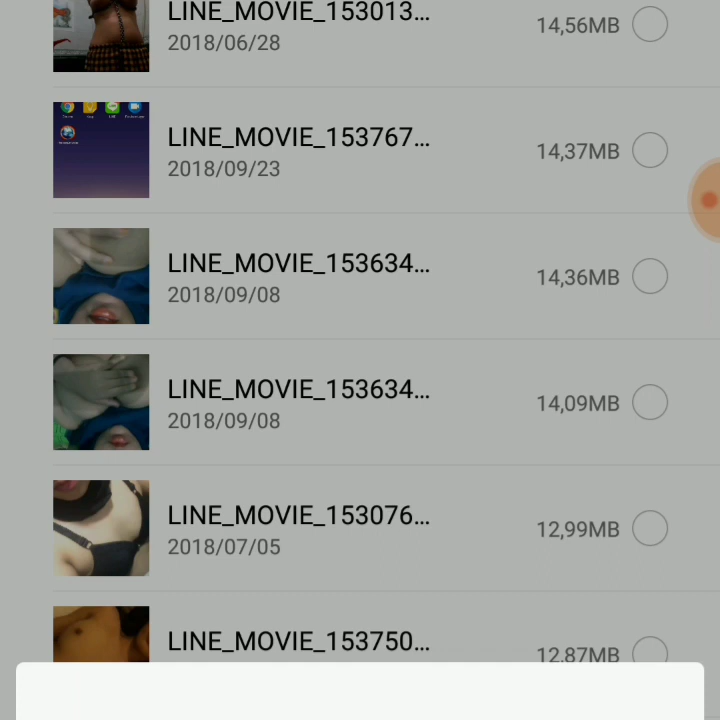 LINE_MOVIE_153013...
2018/06/28
14,56MB
LINE_MOVIE_153767...
2018/09/23
14,37MB
LINE_MOVIE_153634...
2018/09/08
14,36MB
LINE_MOVIE_153634...
2018/09/08
14,09MB
LINE_MOVIE_153076...
2018/07/05
12,99MB
LINE_MOVIE_153750...
12,87MB